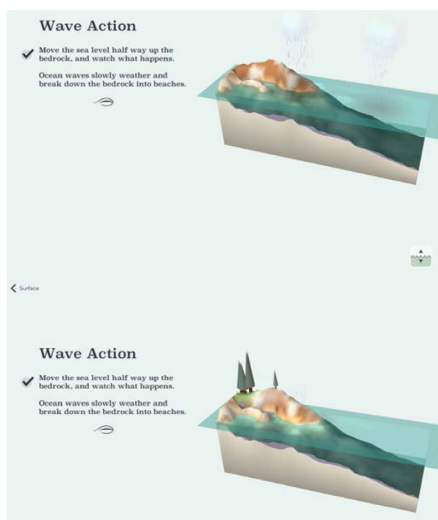 Wave Action
Move the sea level half way up the
bedrock, and watch what happens.
Ocean waves slowly weather and
break down the bedrock into beaches.
Surface
Wave Action
Move the sea level half way up the
bedrock, and watch what happens.
Ocean waves slowly weather and
break down the bedrock into beaches.